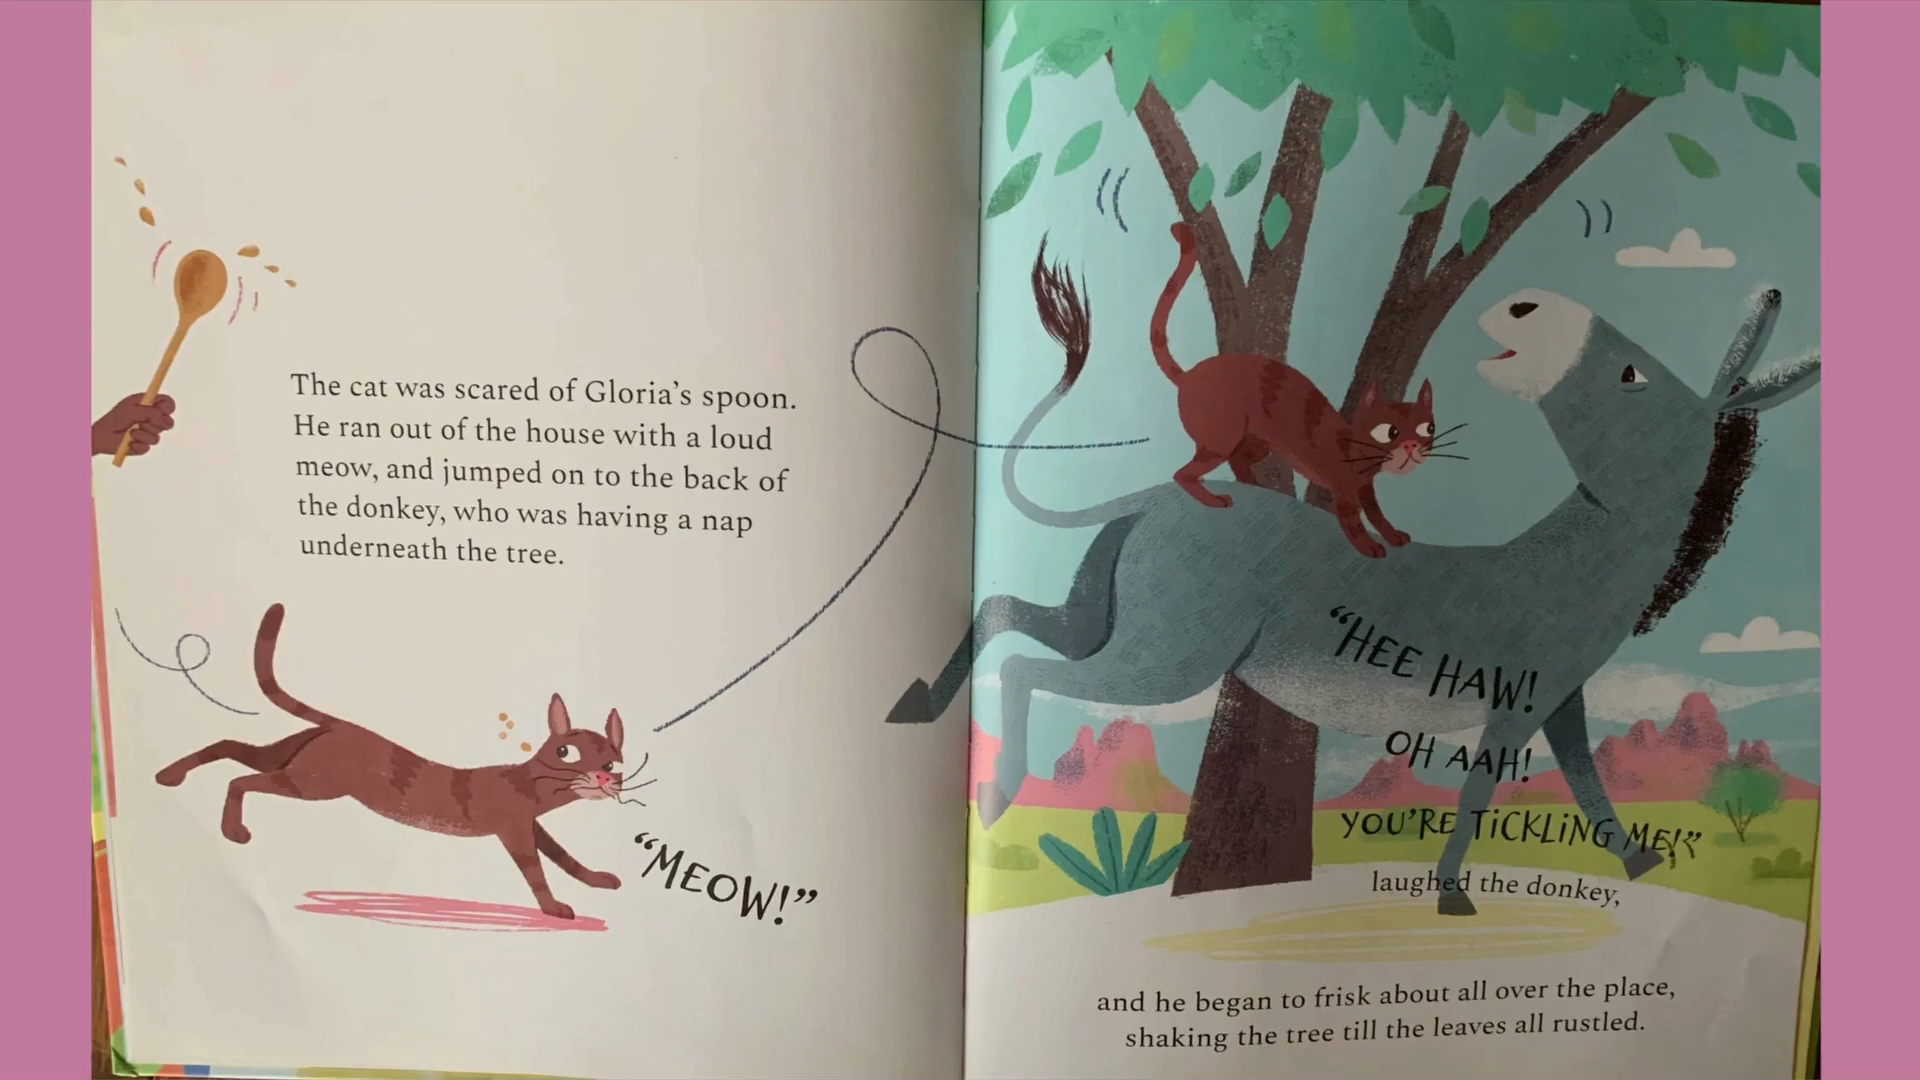 The cat was scared of Gloria's spoon.
He ran out of the house with a loud
meow, and jumped on to the back of
the donkey, who was having a nap
underneath the tree.
"MEOW!"
"HEE HAW!
OH AAH!
YOU'RE TICKLING ME!"
laughed the donkey,
and he began to frisk about all over the place,
shaking the tree till the leaves all rustled.